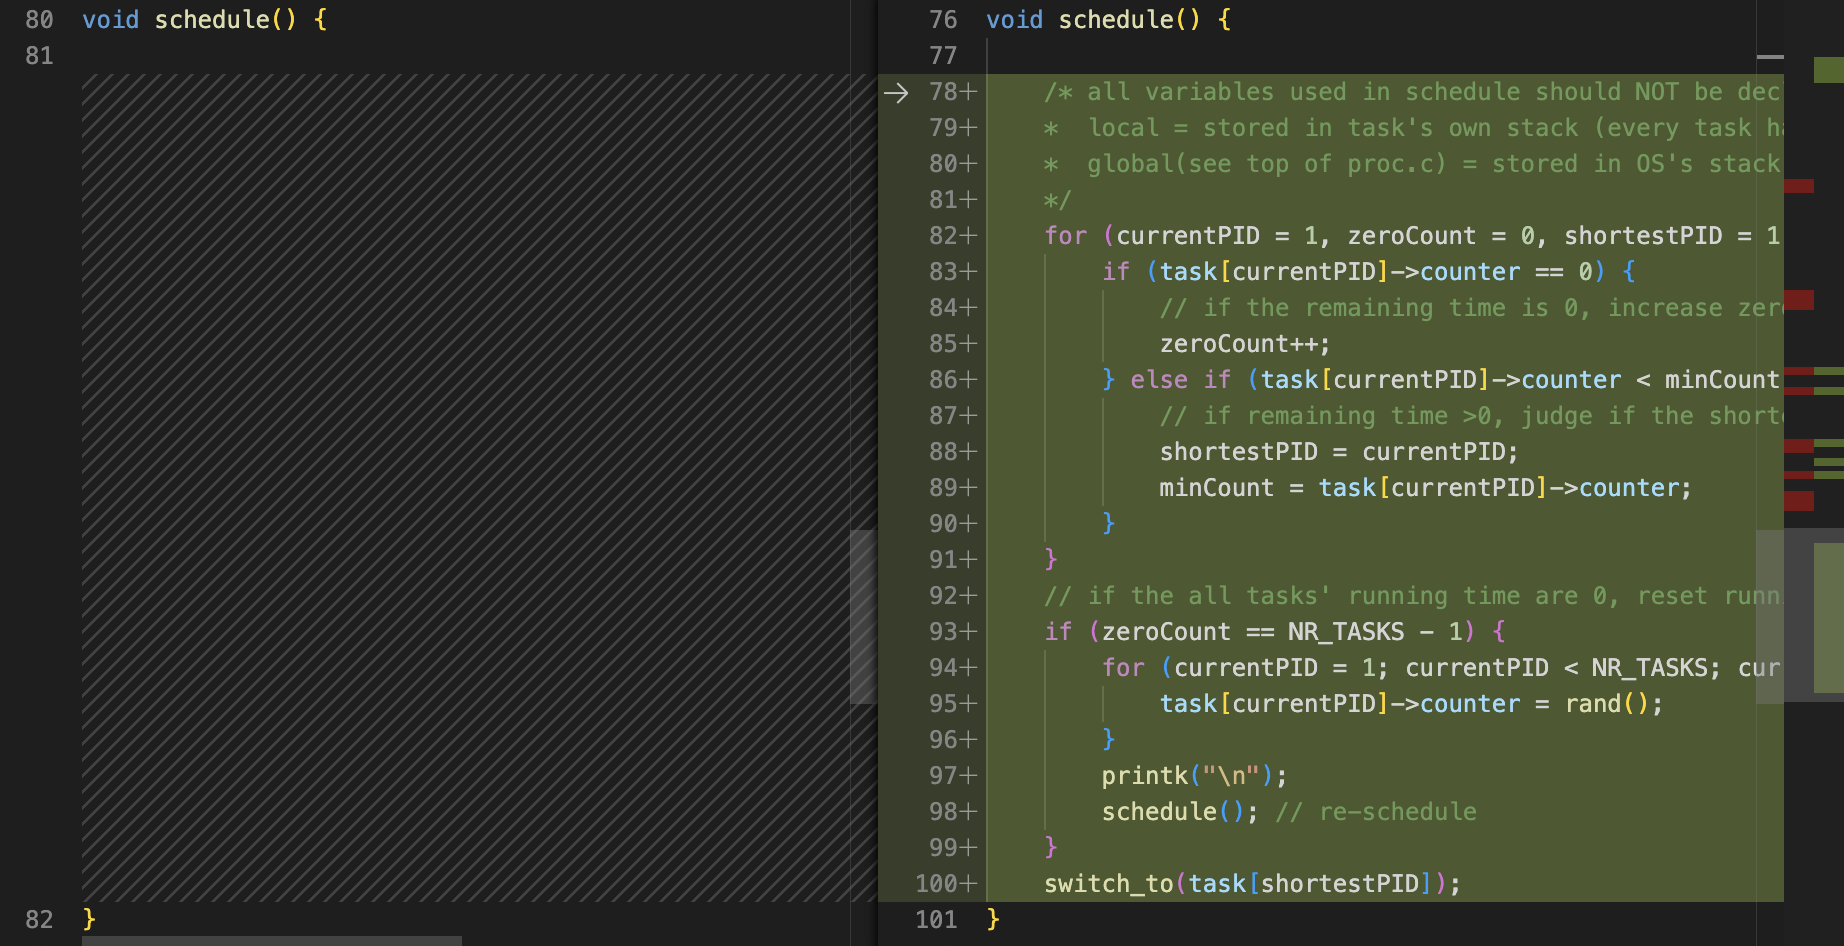 80 void schedule() {
81
82 }
76 void schedule() {
77
78+ /* all variables used in schedule should NOT be
79+ * local = stored in task's own stack (every task
80+ * global(see top of proc.c) = stored in OS's stack
81+ */
82+ for (currentPID = 1, zeroCount = 0, shortestPID = 1
83+ if (task[currentPID]->counter == 0) {
84+ // if the remaining time is 0, increase
85+ zeroCount++;
86+ } else if (task[currentPID]->counter < minCount
87+ // if remaining time >0, judge if the
88+ shortestPID = currentPID;
89+ minCount = task[currentPID]->counter;
90+ }
91+ }
92+ // if the all tasks' running time are 0, reset
93+ if (zeroCount == NR_TASKS - 1) {
94+ for (currentPID = 1; currentPID < NR_TASKS; cur
95+ task[currentPID]->counter = rand();
96+ }
97+ printk("\n");
98+ schedule(); // re-schedule
99+ }
100+ switch_to(task[shortestPID]);
101 }